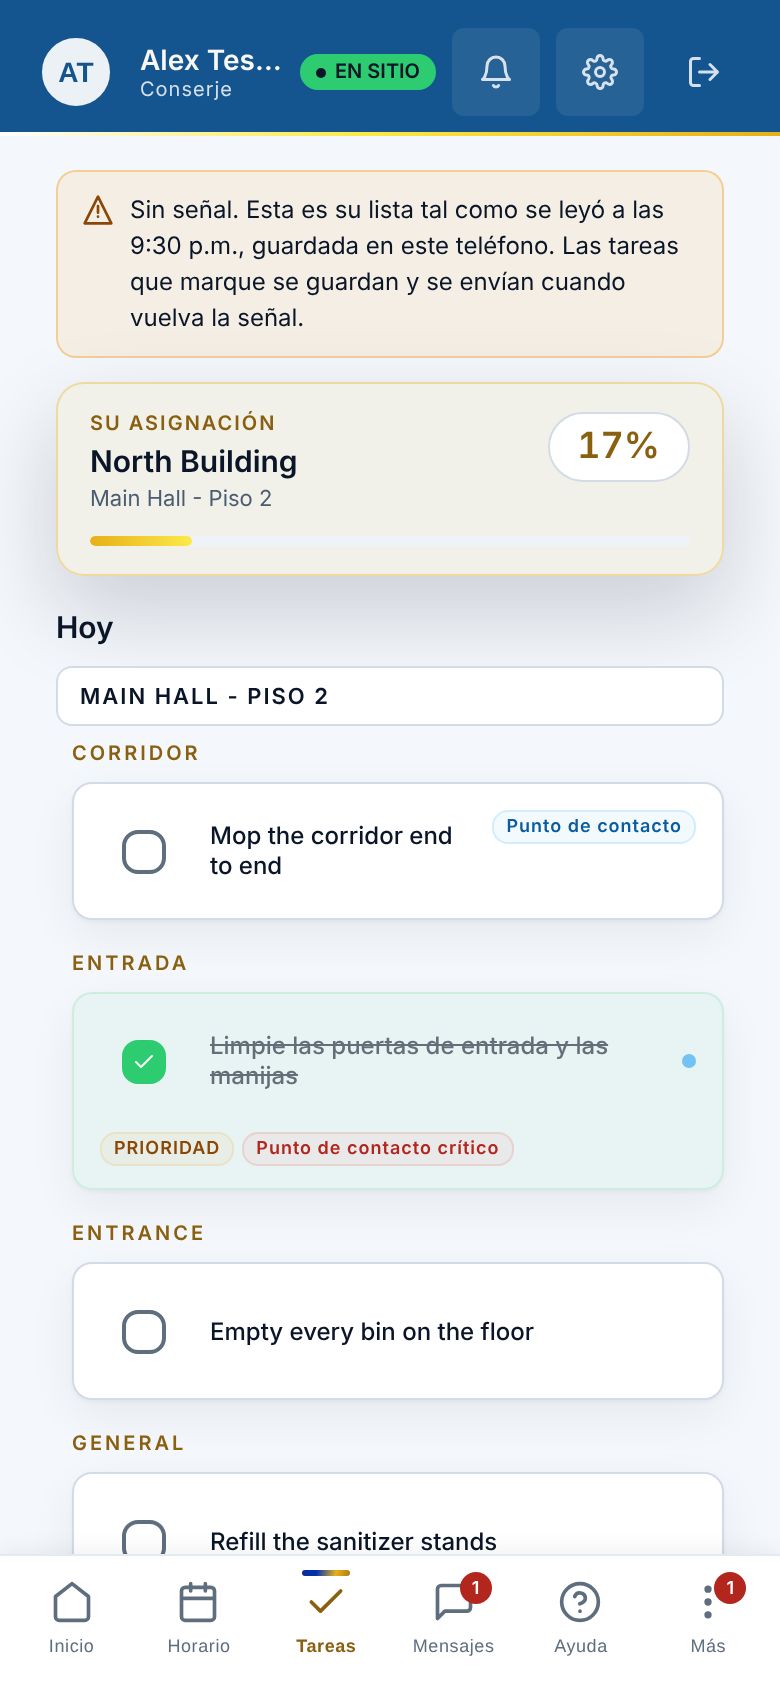 AT
Alex Tes...
Conserje
EN SITIO
Sin señal. Esta es su lista tal como se leyó a las
9:30 p.m., guardada en este teléfono. Las tareas
que marque se guardan y se envían cuando
vuelva la señal.
SU ASIGNACIÓN
17%
North Building
Main Hall - Piso 2
Hoy
MAIN HALL - PISO 2
CORRIDOR
Mop the corridor end
to end
Punto de contacto
ENTRADA
Limpie las puertas de entrada y las
manijas
PRIORIDAD
Punto de contacto crítico
ENTRANCE
Empty every bin on the floor
GENERAL
Refill the sanitizer stands
1
1
Inicio
Horario
Tareas
Mensajes
Ayuda
Más